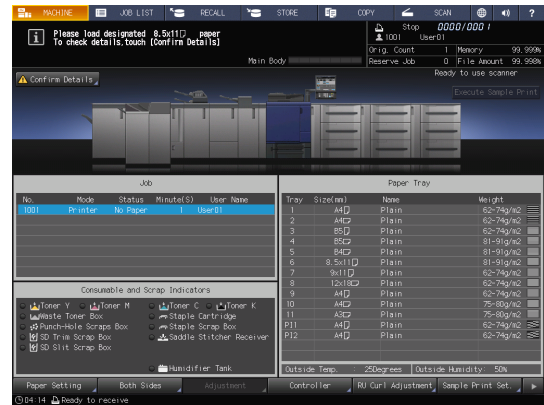 MACHINE JOB LIST RECALL STORE COPY SCAN ?
Please load designated 8.5x11 paper
To check details,touch [Confirm Details]
Main Body
Stop 0000/0001
1001 User01
Orig. Count 1 Memory 99.999%
Reserve Job 0 File Amount 99.998%
Ready to use scanner
Confirm Details
Execute Sample Print
Job
No. Mode Status Minute(S) User Name
1001 Printer No Paper 1 User01
Consumable and Scrap Indicators
Toner Y Toner M Toner C Toner K
Waste Toner Box Staple Cartridge
Punch-Hole Scraps Box Staple Scrap Box
SD Trim Scrap Box Saddle Stitcher Receiver
SD Slit Scrap Box
Humidifier Tank
Paper Tray
Tray Size(mm) Name Weight
1 A4 Plain 62-74g/m2
2 A4 Plain 62-74g/m2
3 B5 Plain 62-74g/m2
4 B5 Plain 81-91g/m2
5 B4 Plain 81-91g/m2
6 8.5x11 Plain 81-91g/m2
7 9x11 Plain 62-74g/m2
8 12x18 Plain 62-74g/m2
9 A4 Plain 62-74g/m2
10 A4 Plain 75-80g/m2
11 A3 Plain 75-80g/m2
PI1 A4 Plain 62-74g/m2
PI2 A4 Plain 62-74g/m2
Outside Temp. : 25Degrees Outside Humidity: 50%
Paper Setting Both Sides Adjustment Controller RU Curl Adjustment Sample Print Set.
04:14 Ready to receive